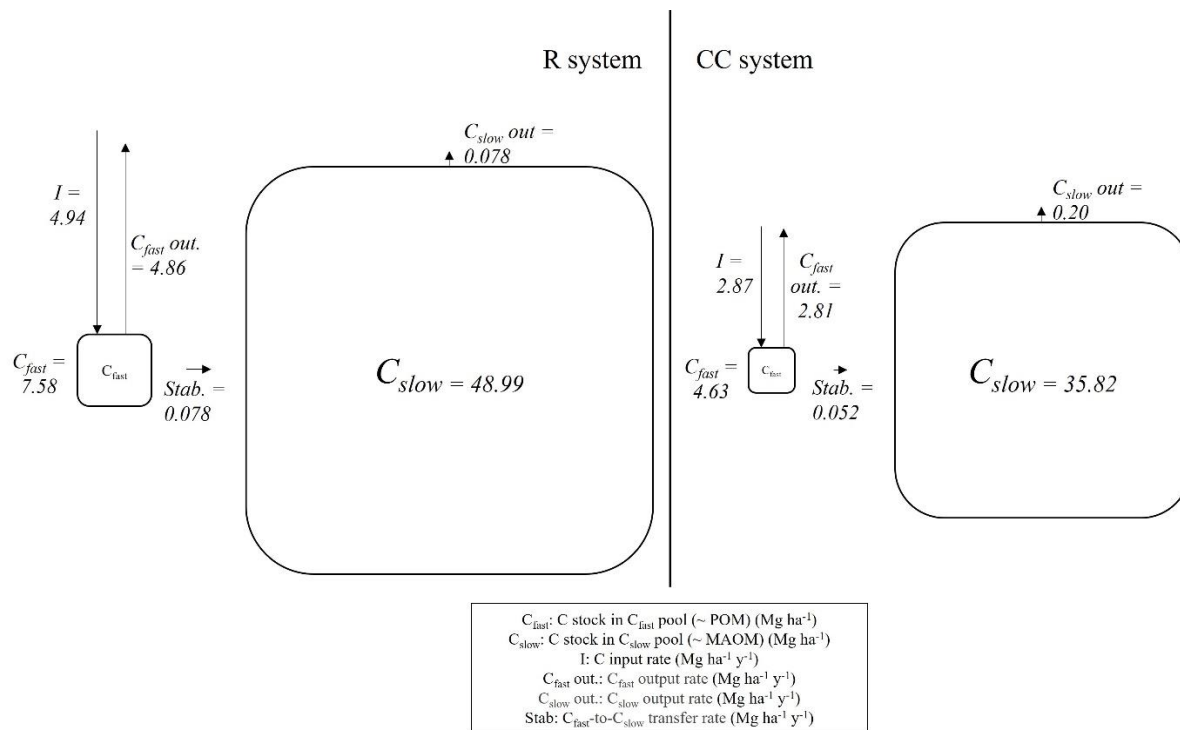 R system
CC system
C_slow out =
0.078
I =
4.94
C_fast out.
= 4.86
C_fast =
7.58
C_fast
Stab. =
0.078
C_slow = 48.99
C_slow out =
0.20
I =
2.87
C_fast
out. =
2.81
C_fast =
4.63
C_fast
Stab. =
0.052
C_slow = 35.82
C_fast: C stock in C_fast pool (~ POM) (Mg ha⁻¹)
C_slow: C stock in C_slow pool (~ MAOM) (Mg ha⁻¹)
I: C input rate (Mg ha⁻¹ y⁻¹)
C_fast out.: C_fast output rate (Mg ha⁻¹ y⁻¹)
C_slow out.: C_slow output rate (Mg ha⁻¹ y⁻¹)
Stab: C_fast-to-C_slow transfer rate (Mg ha⁻¹ y⁻¹)